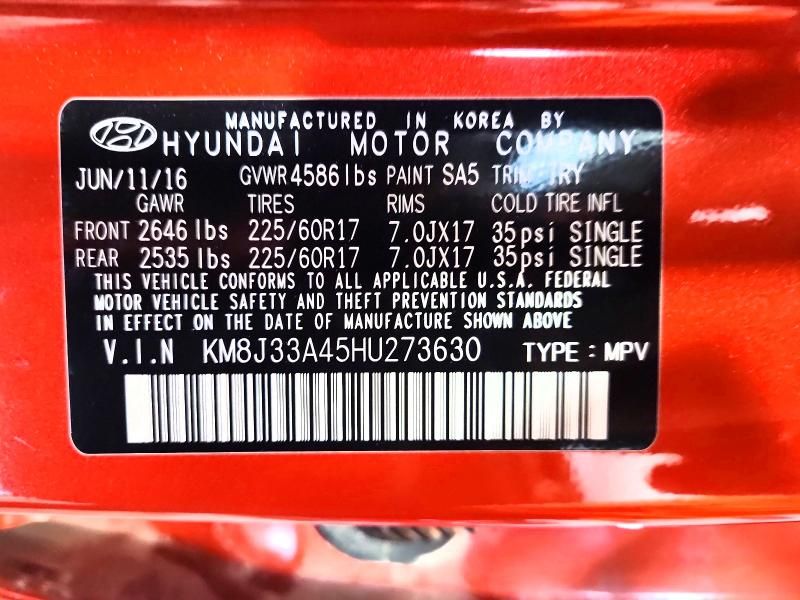 MANUFACTURED IN KOREA BY
HYUNDAI MOTOR COMPANY
JUN/11/16 GVWR 4586lbs PAINT SA5 TRIM TRY
GAWR TIRES RIMS COLD TIRE INFL
FRONT 2646 lbs 225/60R17 7.0JX17 35psi SINGLE
REAR 2535 lbs 225/60R17 7.0JX17 35psi SINGLE
THIS VEHICLE CONFORMS TO ALL APPLICABLE U.S.A. FEDERAL
MOTOR VEHICLE SAFETY AND THEFT PREVENTION STANDARDS
IN EFFECT ON THE DATE OF MANUFACTURE SHOWN ABOVE
V.I.N KM8J33A45HU273630 TYPE : MPV